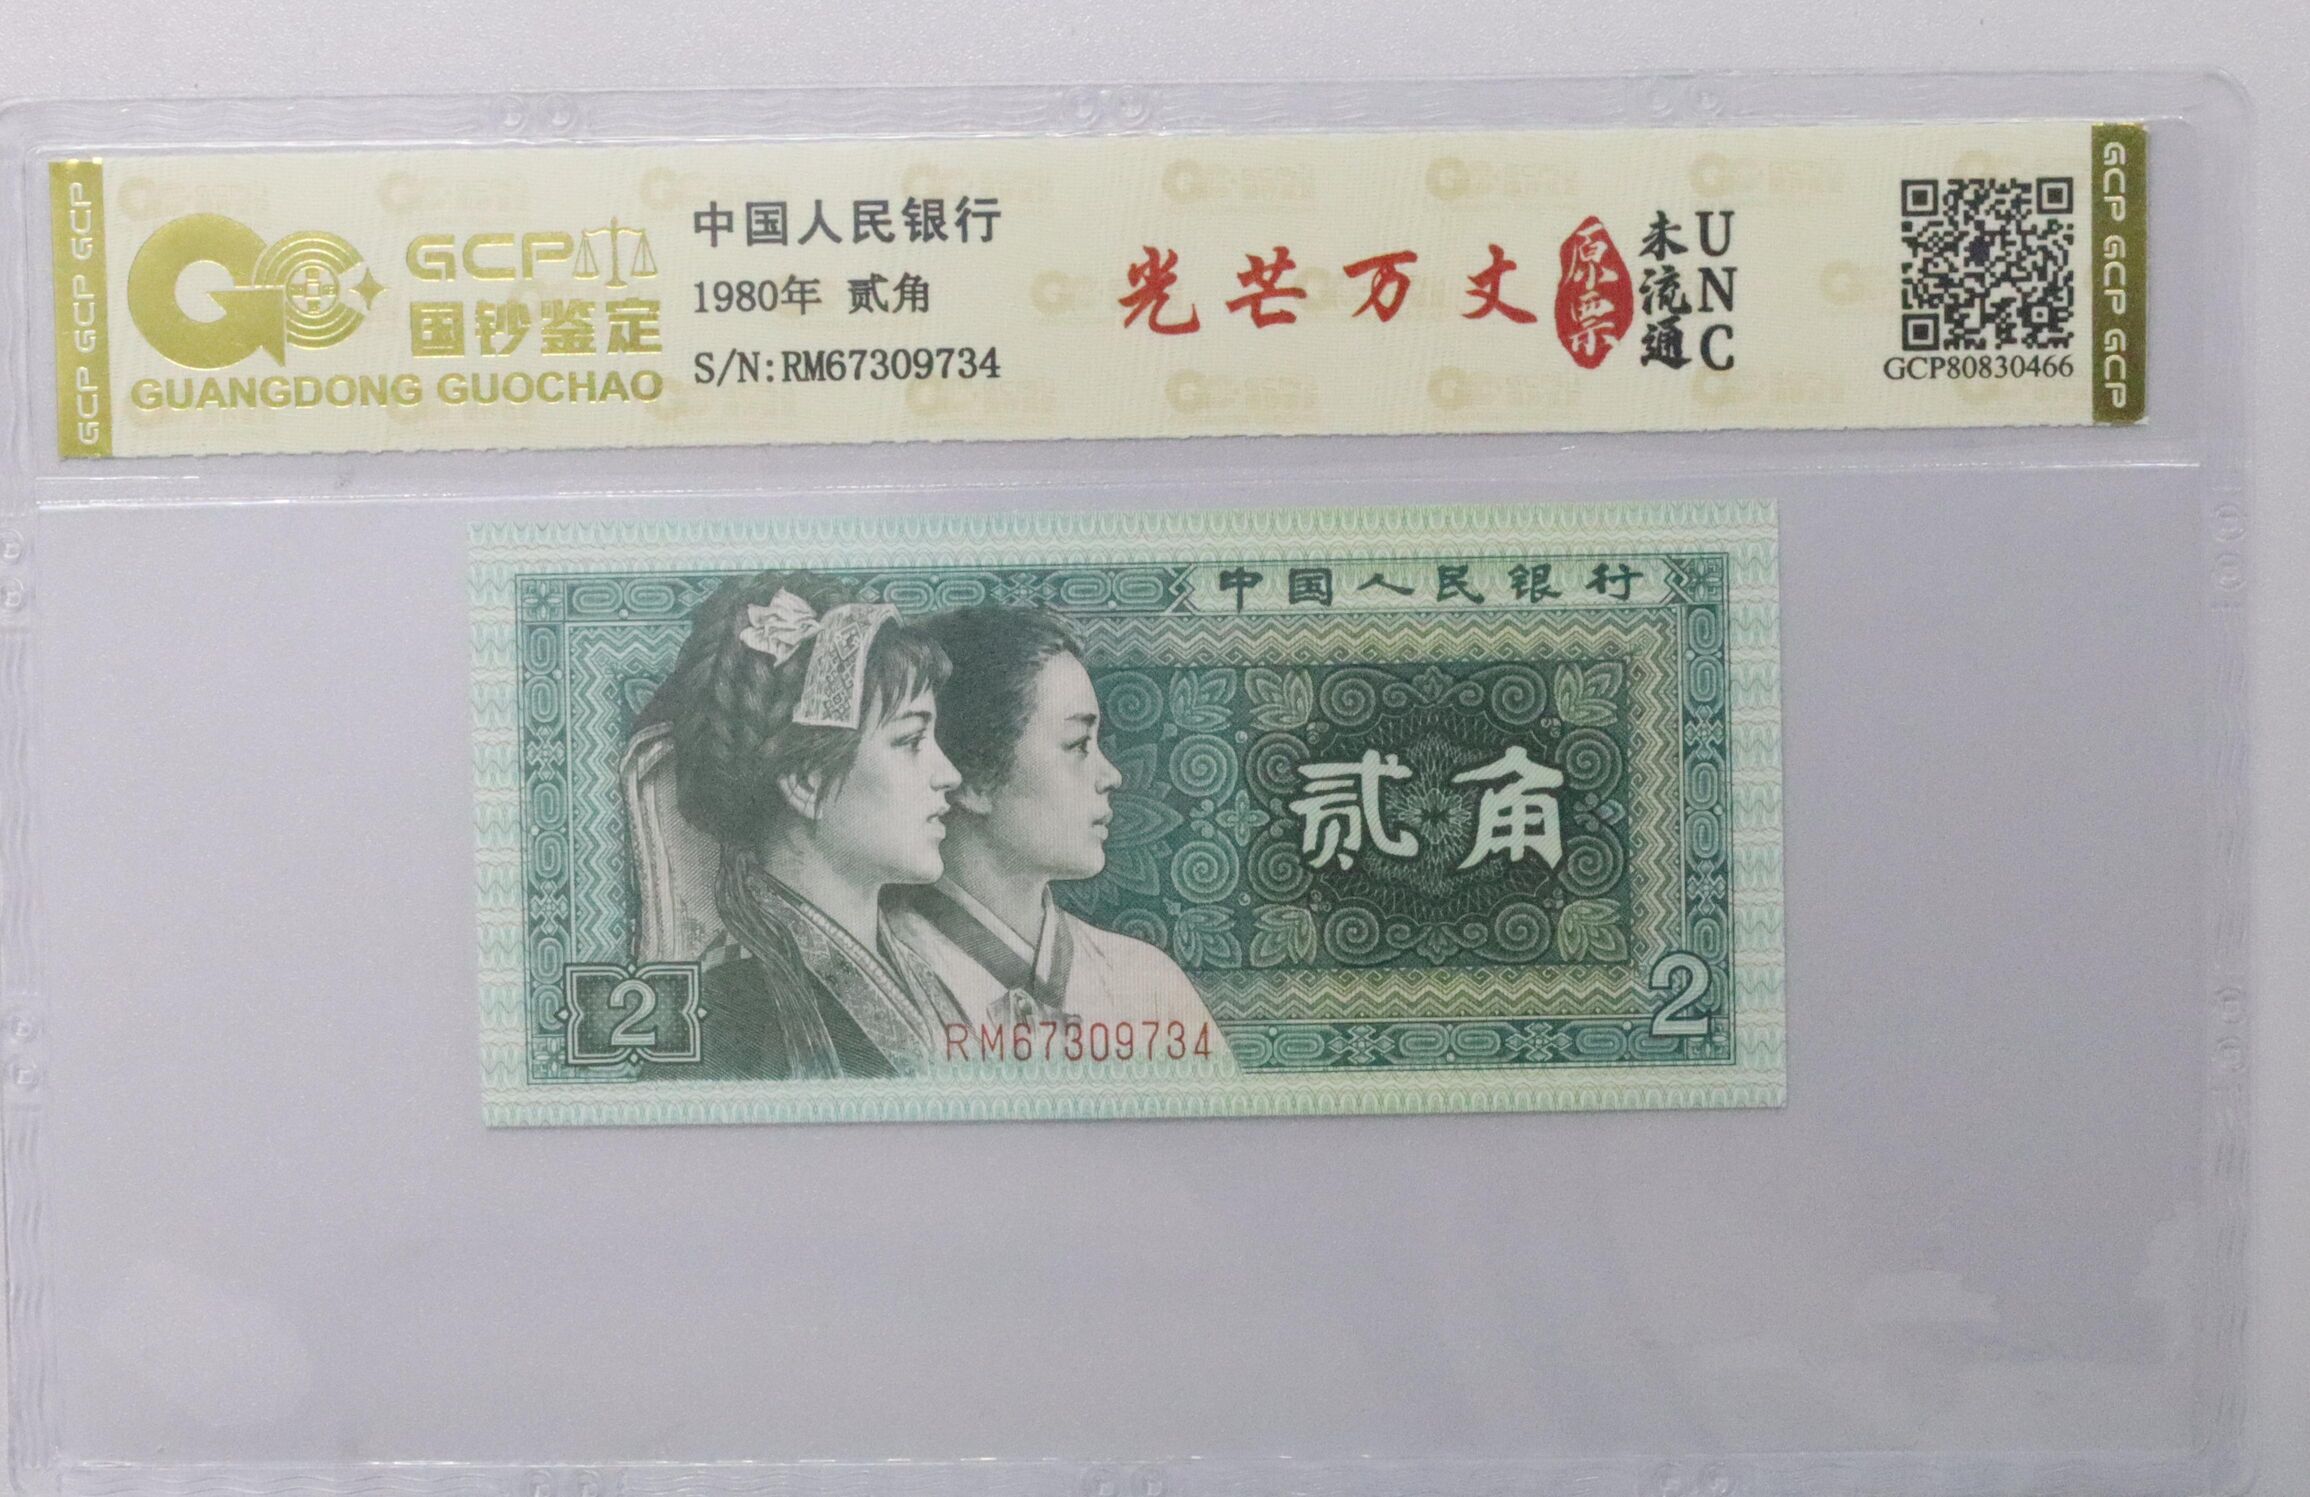 GCP GCP GCP
GCP
国钞鉴定
GUANGDONG GUOCHAO
中国人民银行
1980年 贰角
S/N:RM67309734
光芒万丈
原票
未流通
UNC
GCP80830466
GCP GCP GCP
中国人民银行
贰角
2
2
RM67309734